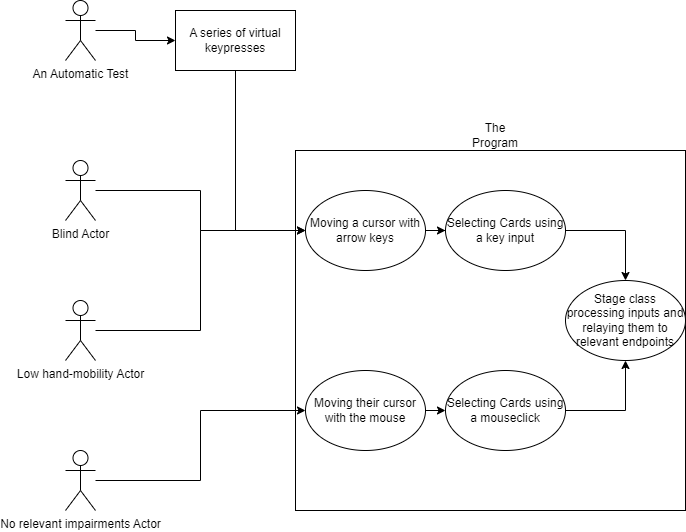 A series of virtual
keypresses
An Automatic Test
The
Program
Blind Actor
Moving a cursor with
arrow keys
Selecting Cards using
a key input
Stage class
processing inputs and
relaying them to
relevant endpoints
Low hand-mobility Actor
Moving their cursor
with the mouse
Selecting Cards using
a mouseclick
No relevant impairments Actor